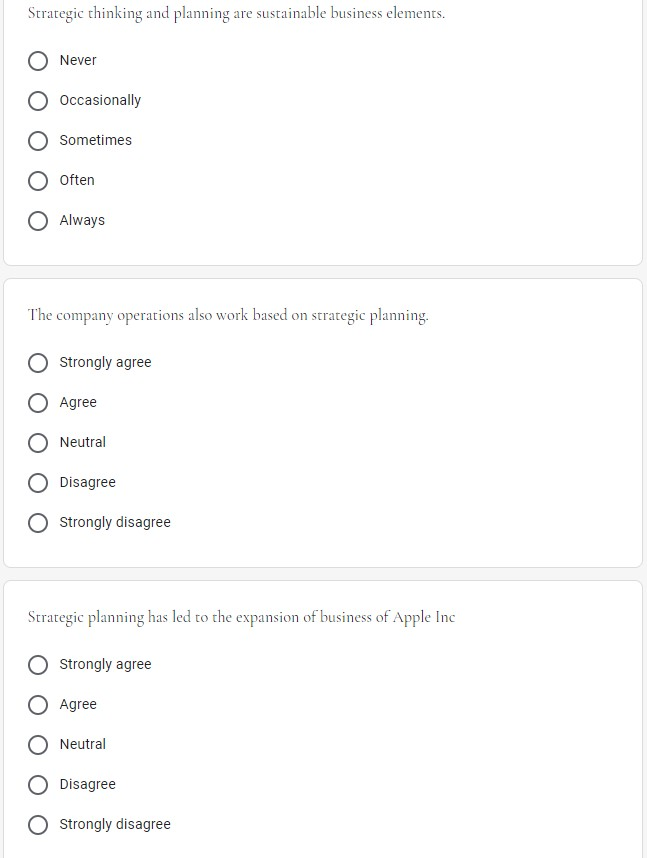 Strategic thinking and planning are sustainable business elements.
Never
Occasionally
Sometimes
Often
Always
The company operations also work based on strategic planning.
Strongly agree
Agree
Neutral
Disagree
Strongly disagree
Strategic planning has led to the expansion of business of Apple Inc
Strongly agree
Agree
Neutral
Disagree
Strongly disagree